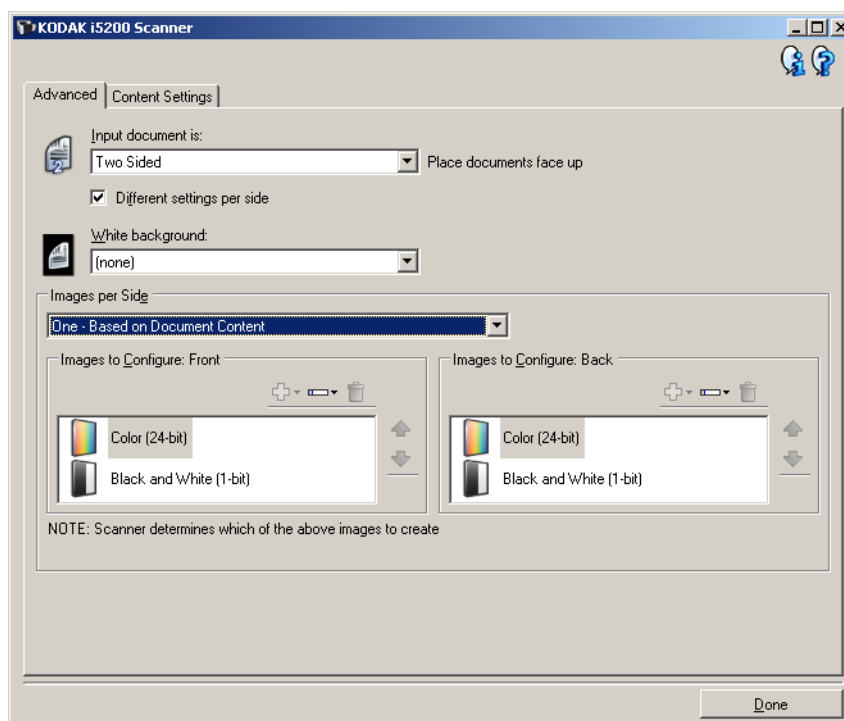 KODAK i5200 Scanner
Advanced
Content Settings
Input document is:
Two Sided
Place documents face up
Different settings per side
White background:
(none)
Images per Side
One - Based on Document Content
Images to Configure: Front
Images to Configure: Back
Color (24-bit)
Black and White (1-bit)
Color (24-bit)
Black and White (1-bit)
NOTE: Scanner determines which of the above images to create
Done